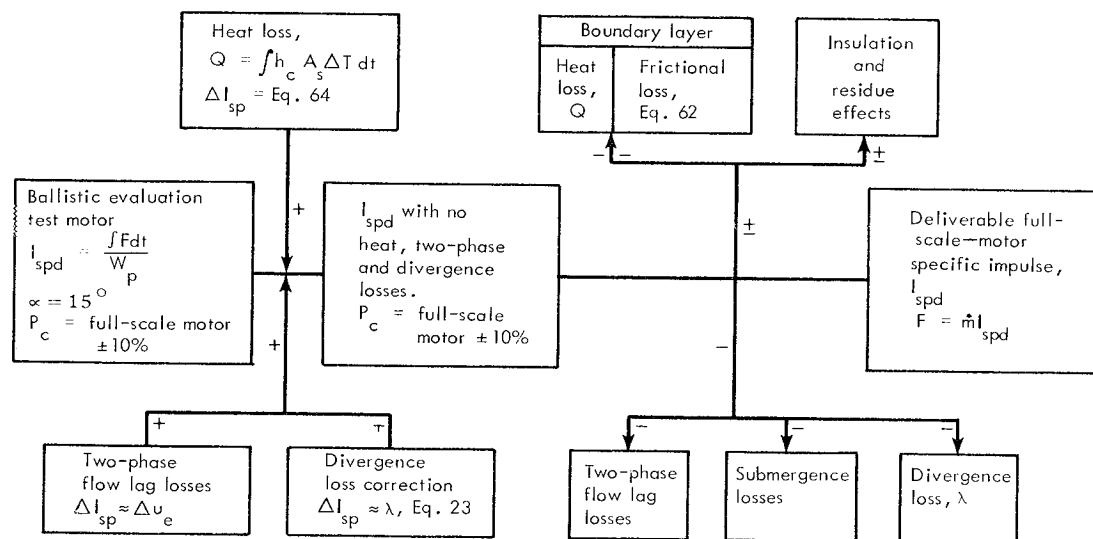 Heat loss,
Q = ∫h_c A_s ΔT dt
ΔI_sp = Eq. 64
Boundary layer
Heat loss, Q
Frictional loss, Eq. 62
Insulation
and
residue
effects
+
−
−
±
Ballistic evaluation
test motor
I_spd = ∫Fdt / W_p
∝ = 15°
P_c = full-scale motor
±10%
I_spd with no
heat, two-phase
and divergence
losses.
P_c = full-scale
motor ±10%
±
−
Deliverable full-
scale—motor
specific impulse,
I_spd
F = ṁI_spd
+
+
+
Two-phase
flow lag losses
ΔI_sp ≈ Δυ_e
Divergence
loss correction
ΔI_sp ≈ λ, Eq. 23
−
−
−
Two-phase
flow lag
losses
Submergence
losses
Divergence
loss, λ